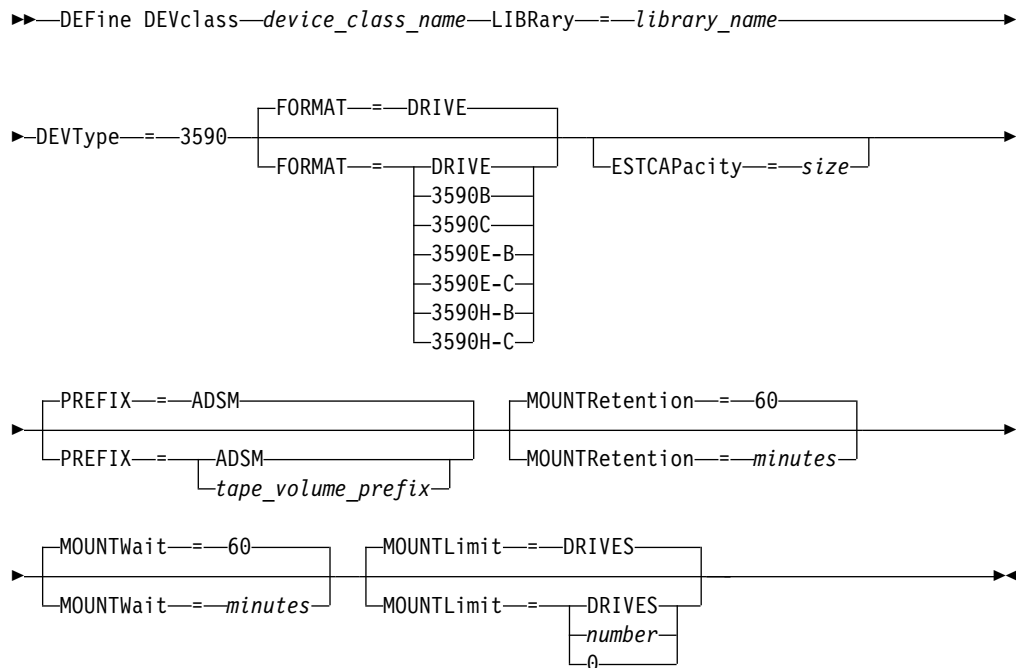 DEFine DEVclass device_class_name LIBRary = library_name
FORMAT = DRIVE
DEVType = 3590
FORMAT = DRIVE
ESTCAPacity = size
3590B
3590C
3590E-B
3590E-C
3590H-B
3590H-C
PREFIX = ADSM
MOUNTRetention = 60
PREFIX = ADSM
MOUNTRetention = minutes
tape_volume_prefix
MOUNTWait = 60
MOUNTLimit = DRIVES
MOUNTWait = minutes
MOUNTLimit = DRIVES
number
0